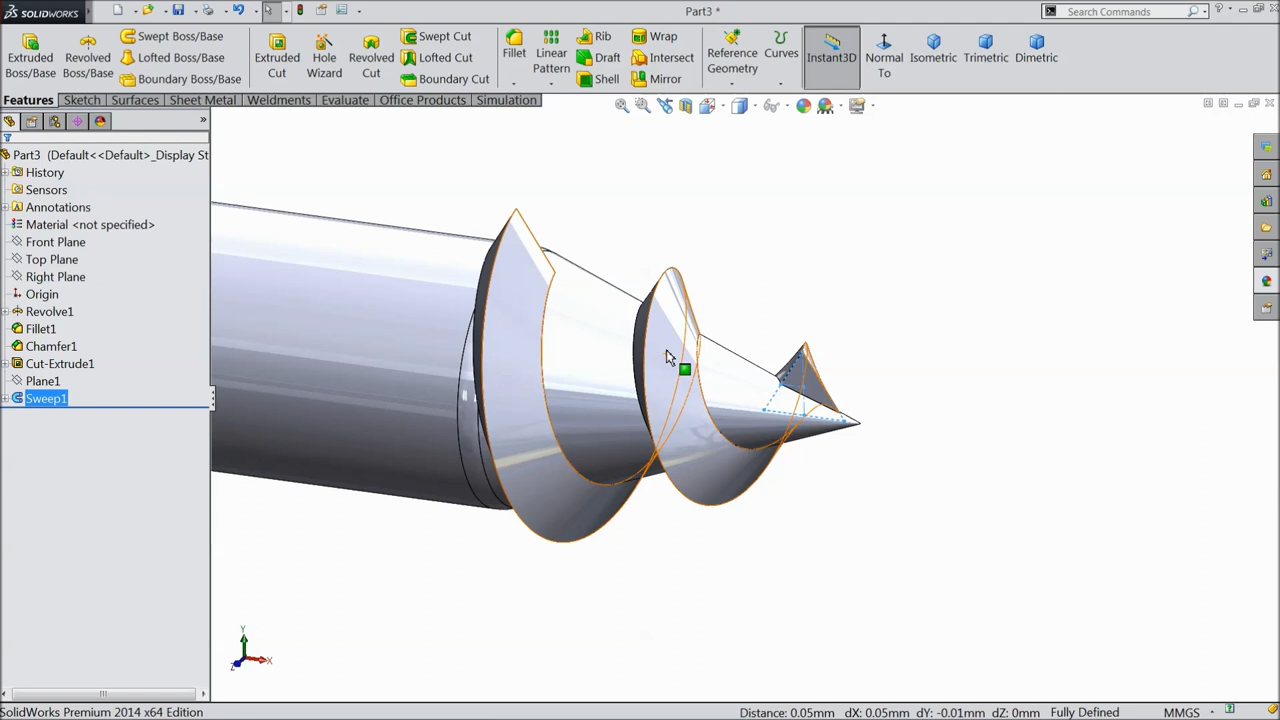 SOLIDWORKS
Part3 *
Search Commands
Extruded Boss/Base
Revolved Boss/Base
Swept Boss/Base
Lofted Boss/Base
Boundary Boss/Base
Extruded Cut
Hole Wizard
Revolved Cut
Swept Cut
Lofted Cut
Boundary Cut
Fillet
Linear Pattern
Rib
Draft
Shell
Wrap
Intersect
Mirror
Reference Geometry
Curves
Instant3D
Normal To
Isometric
Trimetric
Dimetric
Features
Sketch
Surfaces
Sheet Metal
Weldments
Evaluate
Office Products
Simulation
Part3 (Default<<Default>_Display St
History
Sensors
Annotations
Material <not specified>
Front Plane
Top Plane
Right Plane
Origin
Revolve1
Fillet1
Chamfer1
Cut-Extrude1
Plane1
Sweep1
Y
X
Z
SolidWorks Premium 2014 x64 Edition
Distance: 0.05mm dX: 0.05mm dY: -0.01mm dZ: 0mm Fully Defined
MMGS